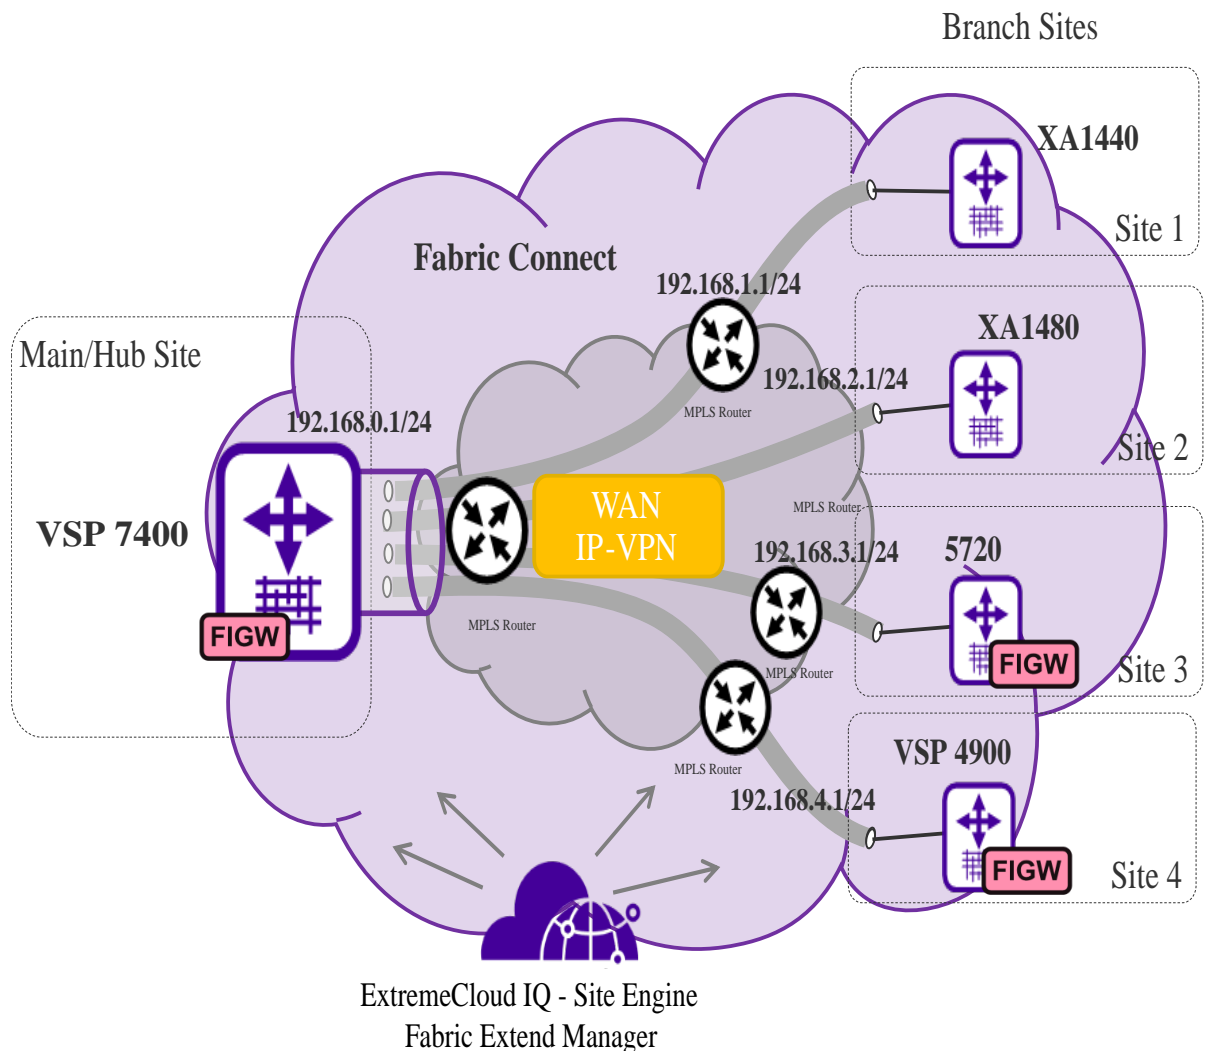 Branch Sites
XA1440
Site 1
Fabric Connect
192.168.1.1/24
XA1480
Main/Hub Site
192.168.2.1/24
MPLS Router
192.168.0.1/24
Site 2
WAN
IP-VPN
MPLS Router
VSP 7400
192.168.3.1/24
5720
FIGW
MPLS Router
FIGW
Site 3
MPLS Router
VSP 4900
MPLS Router
192.168.4.1/24
FIGW
Site 4
ExtremeCloud IQ - Site Engine
Fabric Extend Manager